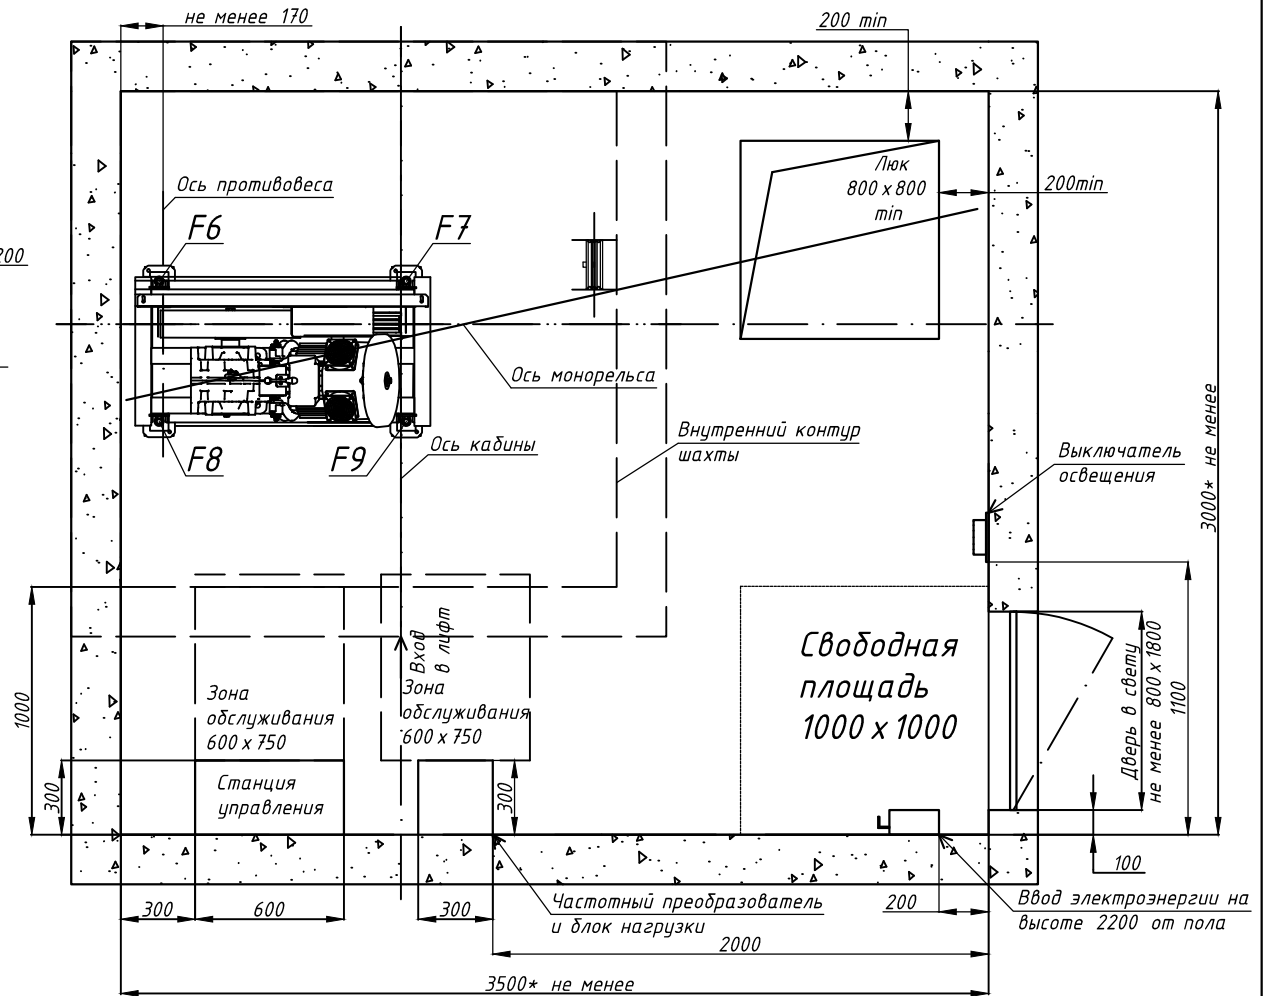 не менее 170
200 min
Люк
800 x 800
min
200min
Ось противовеса
F6
F7
200
Ось монорельса
Внутренний контур
шахты
Ось кабины
F8
F9
Выключатель
освещения
3000* не менее
Вход
в лифт
Свободная
площадь
1000 x 1000
Дверь в свету
не менее 800 x 1800
1100
1000
Зона
обслуживания
600 x 750
Зона
обслуживания
600 x 750
300
Станция
управления
300
100
300
600
300
Частотный преобразователь
и блок нагрузки
200
Ввод электроэнергии на
высоте 2200 от пола
2000
3500* не менее